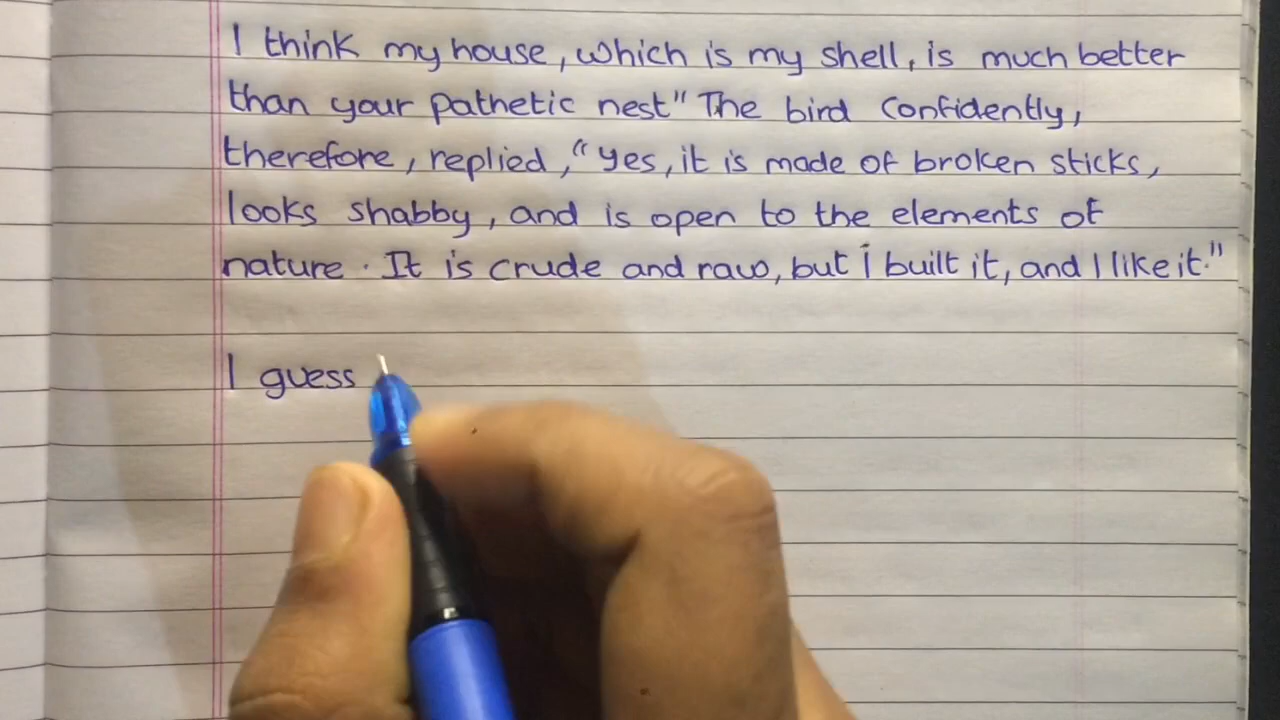 I think my house, which is my shell, is much better
than your pathetic nest" The bird confidently,
therefore, replied, "yes, it is made of broken sticks,
looks shabby, and is open to the elements of
nature. It is crude and raw, but I built it, and I like it."
I guess